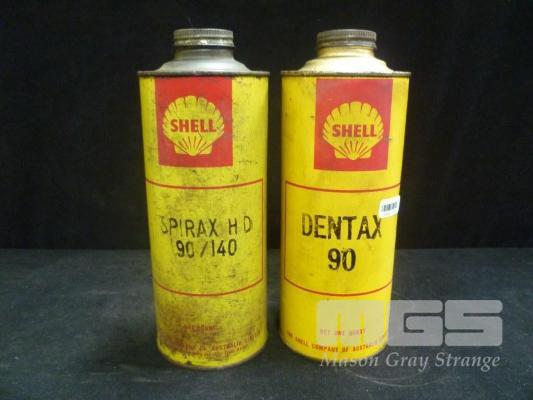 SHELL
SPIRAX HD
90/140
SHELL
DENTAX
90
NET ONE QUART
THE SHELL COMPANY OF AUSTRALIA
MGS
Mason Gray Strange